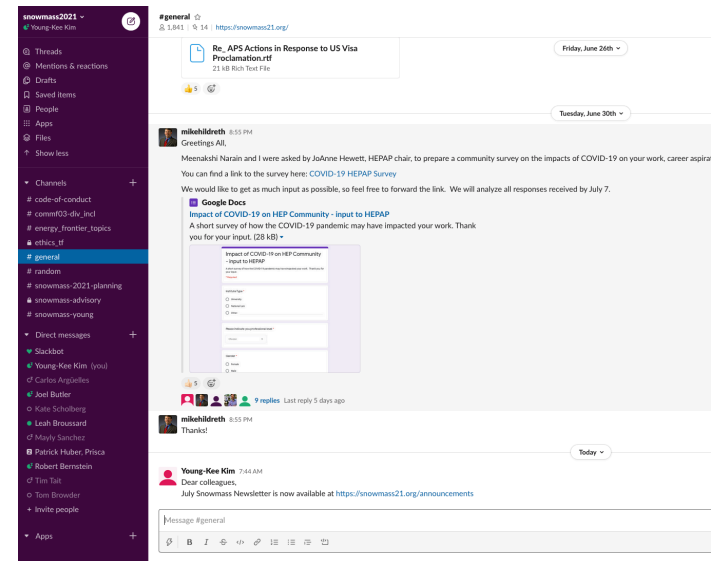 snowmass2021
Young-Kee Kim
Threads
Mentions & reactions
Drafts
Saved items
People
Apps
Files
Show less
Channels
# code-of-conduct
# commf03-div_incl
# energy_frontier_topics
ethics_tf
# general
# random
# snowmass-2021-planning
snowmass-advisory
# snowmass-young
Direct messages
Slackbot
Young-Kee Kim (you)
Carlos Argüelles
Joel Butler
Kate Scholberg
Leah Broussard
Mayly Sanchez
2 Patrick Huber, Prisca
Robert Bernstein
Tim Tait
Tom Browder
+ Invite people
Apps
#general
1,841 | 14 | https://snowmass21.org/
Re_ APS Actions in Response to US Visa
Proclamation.rtf
21 kB Rich Text File
Friday, June 26th
5
Tuesday, June 30th
mikehildreth 8:55 PM
Greetings All,
Meenakshi Narain and I were asked by JoAnne Hewett, HEPAP chair, to prepare a community survey on the impacts of COVID-19 on your work, career aspira
You can find a link to the survey here: COVID-19 HEPAP Survey
We would like to get as much input as possible, so feel free to forward the link. We will analyze all responses received by July 7.
Google Docs
Impact of COVID-19 on HEP Community - input to HEPAP
A short survey of how the COVID-19 pandemic may have impacted your work. Thank
you for your input. (28 kB)
Impact of COVID-19 on HEP Community
- input to HEPAP
5
9 replies Last reply 5 days ago
mikehildreth 8:55 PM
Thanks!
Today
Young-Kee Kim 7:44 AM
Dear colleagues,
July Snowmass Newsletter is now available at https://snowmass21.org/announcements
Message #general
B I S </>